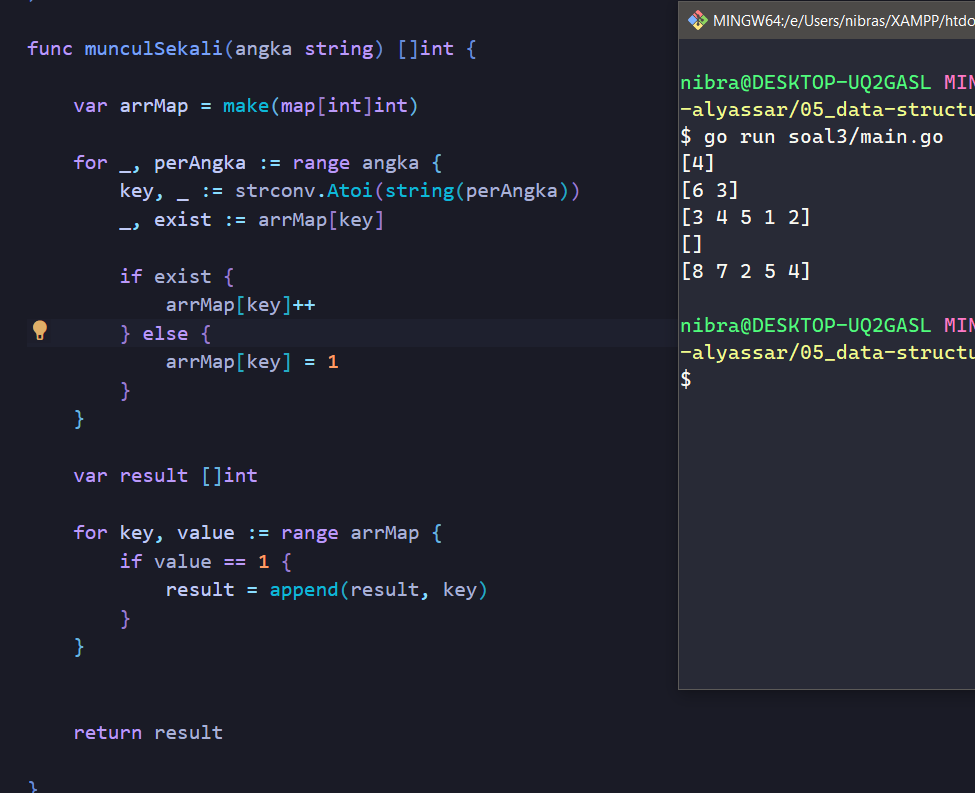 func munculSekali(angka string) []int {
var arrMap = make(map[int]int)
for _, perAngka := range angka {
key, _ := strconv.Atoi(string(perAngka))
_, exist := arrMap[key]
if exist {
arrMap[key]++
} else {
arrMap[key] = 1
}
}
var result []int
for key, value := range arrMap {
if value == 1 {
result = append(result, key)
}
}
return result
}
MINGW64:/e/Users/nibras/XAMPP/htdo
nibra@DESKTOP-UQ2GASL MIN
-alyassar/05_data-structu
$ go run soal3/main.go
[4]
[6 3]
[3 4 5 1 2]
[]
[8 7 2 5 4]
nibra@DESKTOP-UQ2GASL MIN
-alyassar/05_data-structu
$